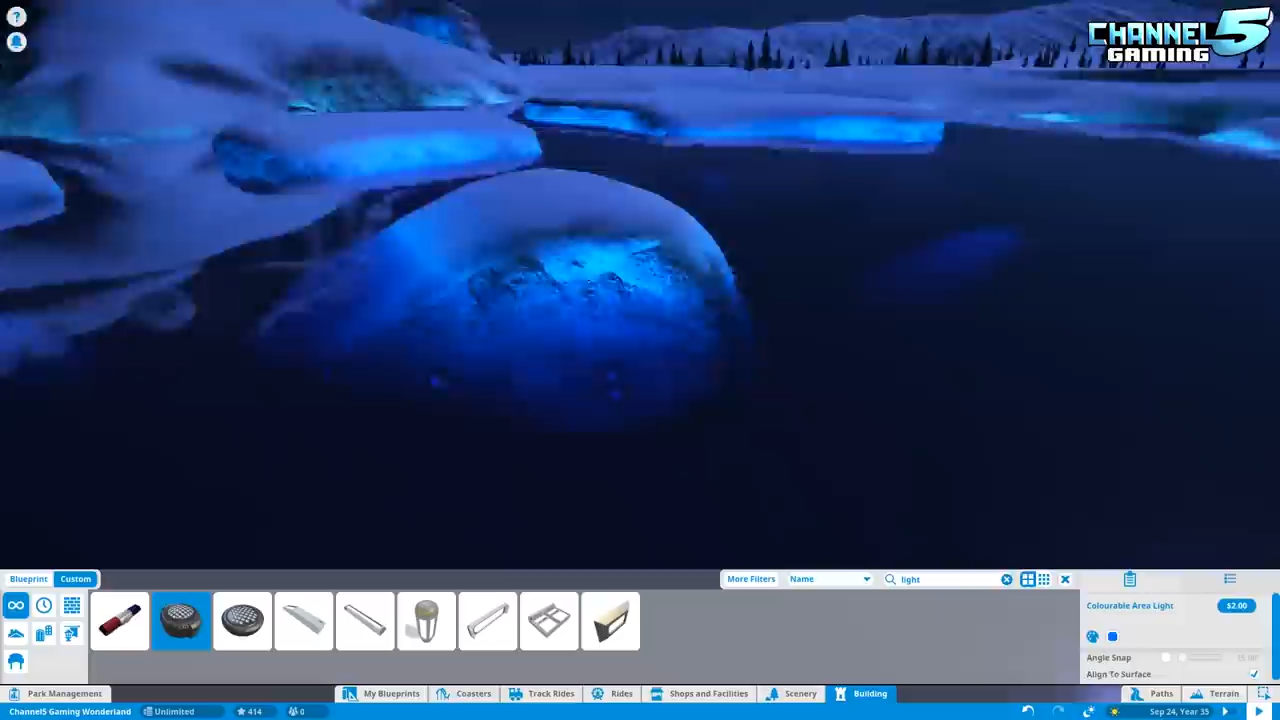 ?
CHANNEL 5
GAMING
Blueprint
Custom
More Filters
Name
light
Colourable Area Light
$2.00
Angle Snap
Align To Surface
Park Management
My Blueprints
Coasters
Track Rides
Rides
Shops and Facilities
Scenery
Building
Paths
Terrain
Channel5 Gaming Wonderland
Unlimited
414
0
Sep 24, Year 35